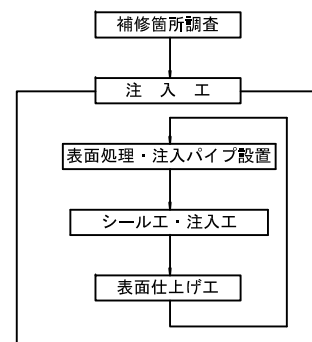 補修箇所調査
注　入　工
表面処理・注入パイプ設置
シール工・注入工
表面仕上げ工